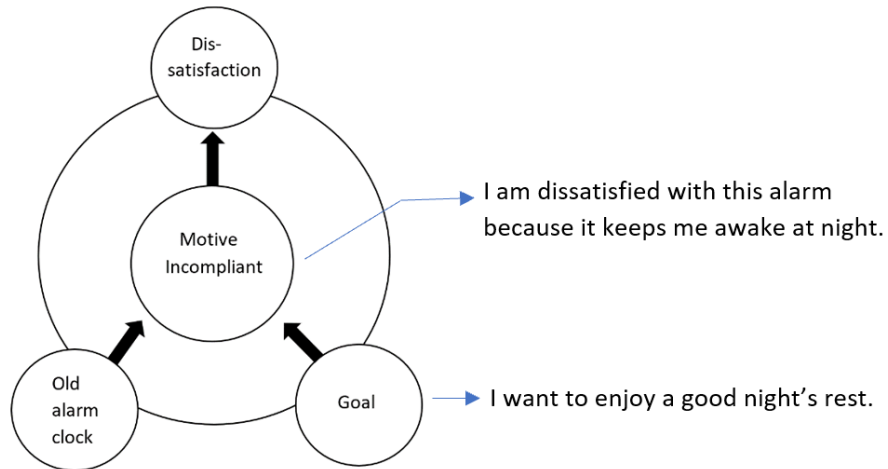 Dis-
satisfaction
I am dissatisfied with this alarm
because it keeps me awake at night.
Motive
Incompliant
Old
alarm
clock
Goal
I want to enjoy a good night's rest.